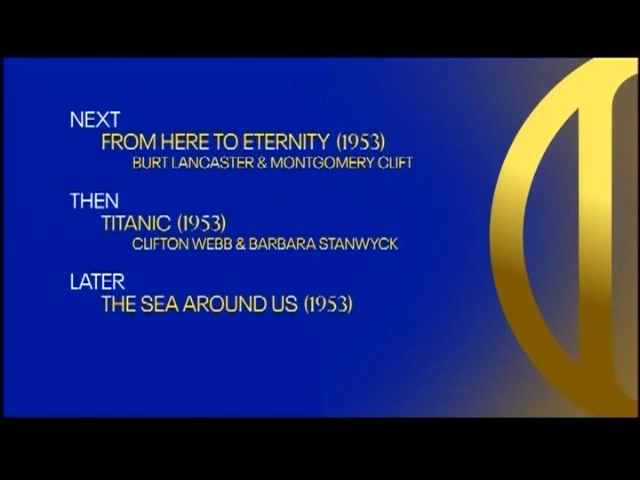 NEXT
FROM HERE TO ETERNITY (1953)
BURT LANCASTER & MONTGOMERY CLIFT
THEN
TITANIC (1953)
CLIFTON WEBB & BARBARA STANWYCK
LATER
THE SEA AROUND US (1953)